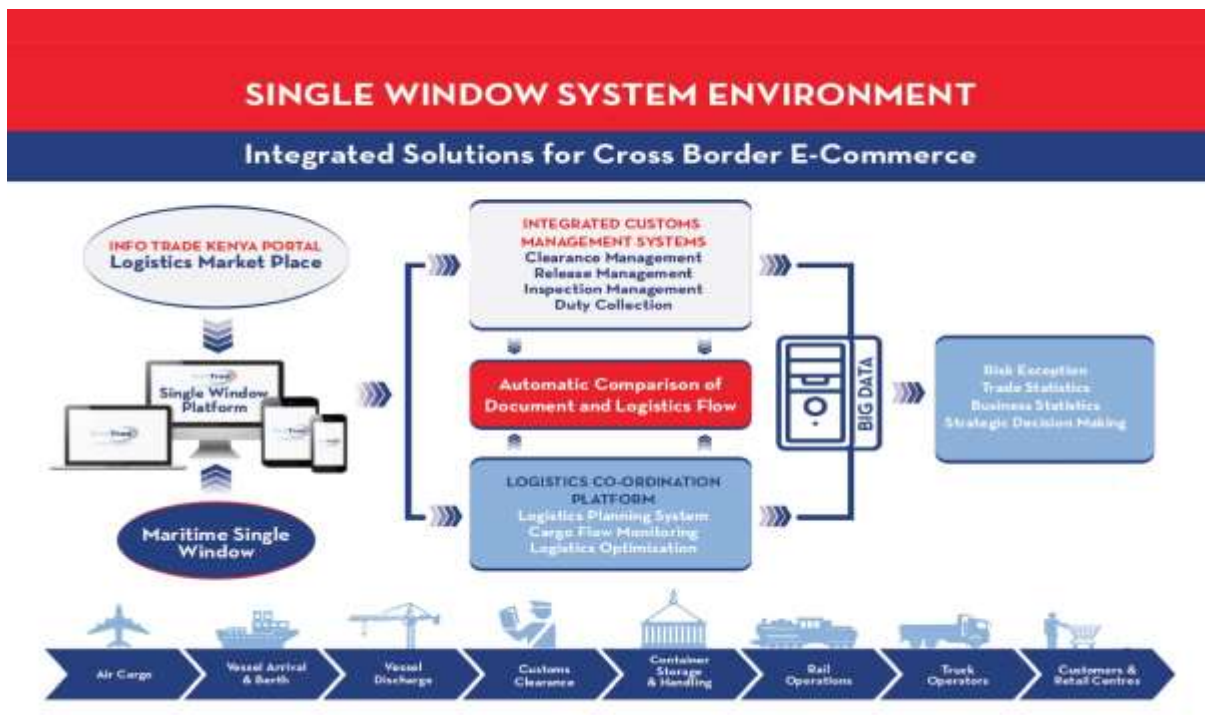 SINGLE WINDOW SYSTEM ENVIRONMENT
Integrated Solutions for Cross Border E-Commerce
INFO TRADE KENYA PORTAL
Logistics Market Place
Single Window
Platform
Maritime Single
Window
INTEGRATED CUSTOMS
MANAGEMENT SYSTEMS
Clearance Management
Release Management
Inspection Management
Duty Collection
Automatic Comparison of
Document and Logistics Flow
LOGISTICS CO-ORDINATION
PLATFORM
Logistics Planning System
Cargo Flow Monitoring
Logistics Optimisation
BIG DATA
Risk Exception
Trade Statistics
Business Statistics
Strategic Decision Making
Air Cargo
Vessel Arrival
& Berth
Vessel
Discharge
Customs
Clearance
Container
Storage
& Handling
Rail
Operations
Truck
Operators
Customers &
Retail Centres